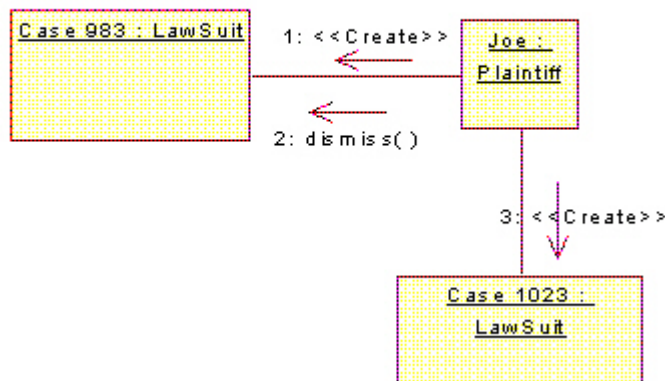 Case 983 : LawSuit
1: <<Create>>
Joe :
Plaintiff
2: dismiss( )
3: <<Create>>
Case 1023 :
LawSuit